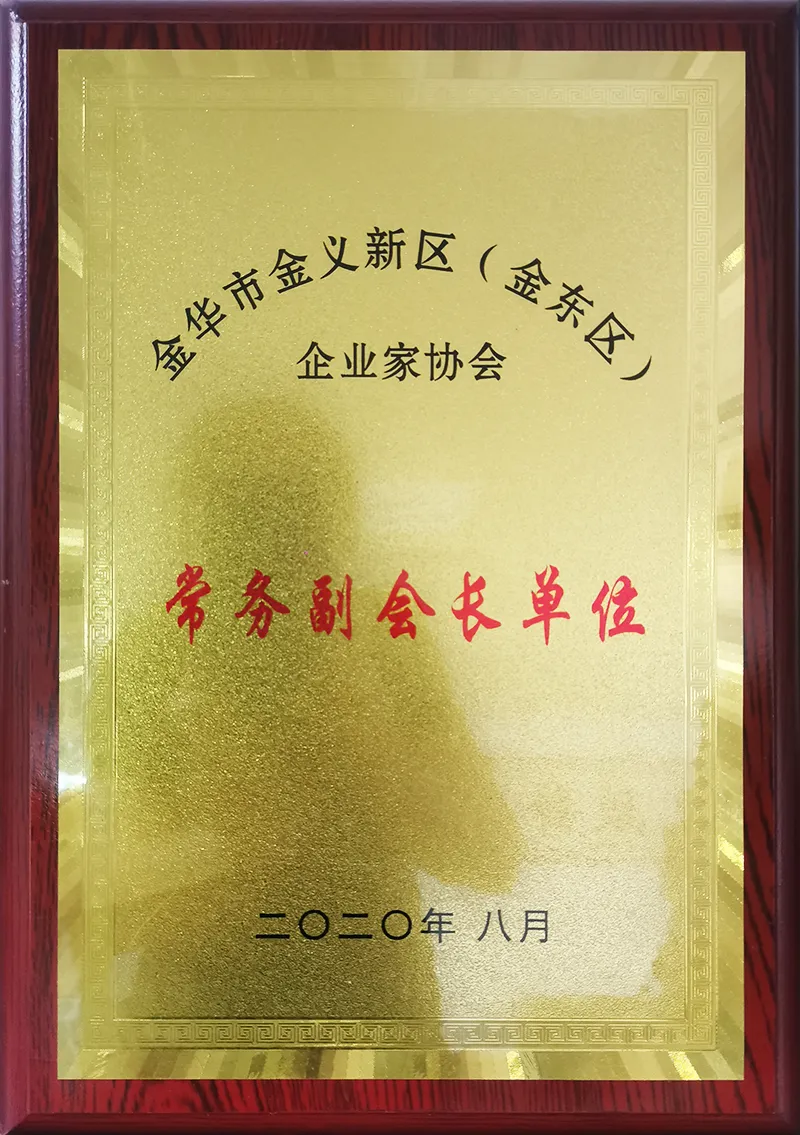 金华市金义新区（金东区）
企业家协会
常务副会长单位
二〇二〇年 八月